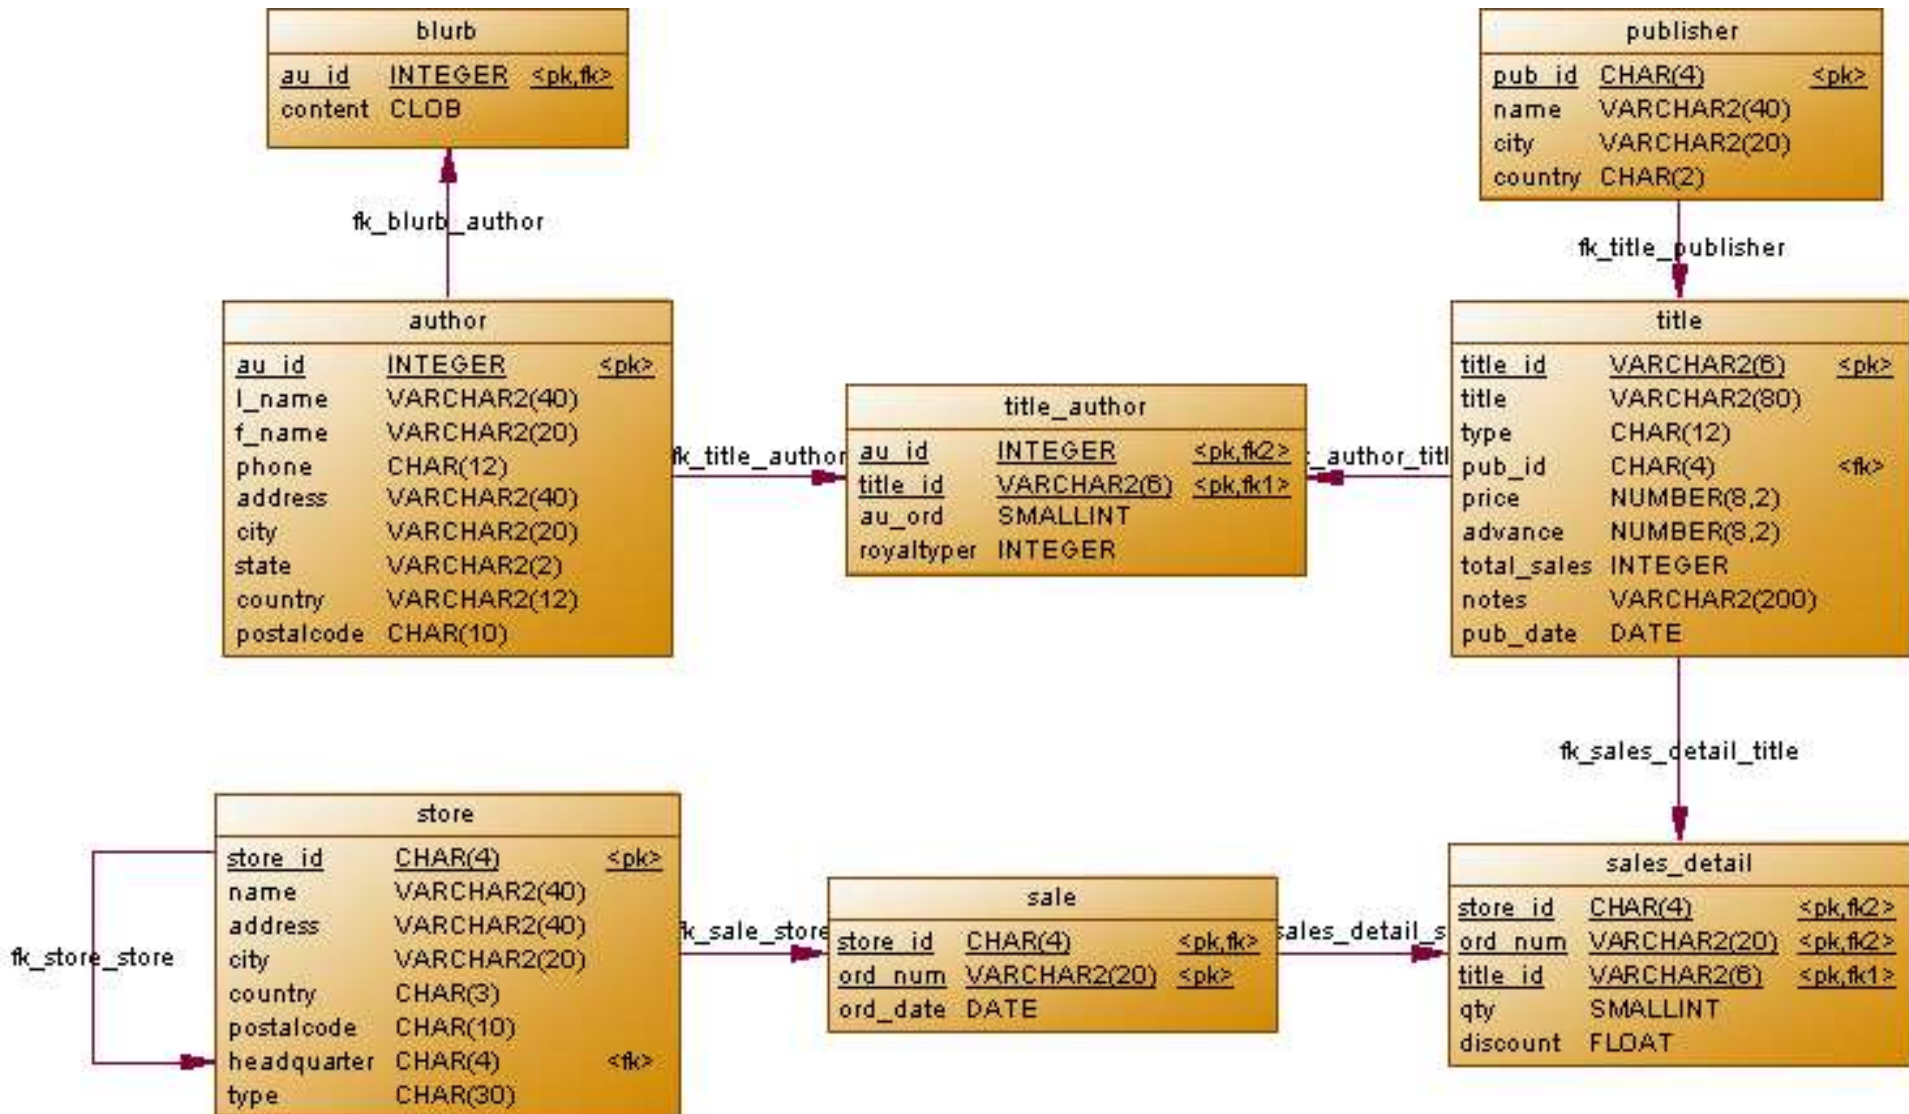 blurb
au_id INTEGER <pk,fk>
content CLOB
publisher
pub_id CHAR(4) <pk>
name VARCHAR2(40)
city VARCHAR2(20)
country CHAR(2)
fk_blurb_author
fk_title_publisher
author
au_id INTEGER <pk>
l_name VARCHAR2(40)
f_name VARCHAR2(20)
phone CHAR(12)
address VARCHAR2(40)
city VARCHAR2(20)
state VARCHAR2(2)
country VARCHAR2(12)
postalcode CHAR(10)
fk_title_author
title_author
au_id INTEGER <pk,fk2>
title_id VARCHAR2(6) <pk,fk1>
au_ord SMALLINT
royaltyper INTEGER
_author_titl
title
title_id VARCHAR2(6) <pk>
title VARCHAR2(80)
type CHAR(12)
pub_id CHAR(4) <fk>
price NUMBER(8,2)
advance NUMBER(8,2)
total_sales INTEGER
notes VARCHAR2(200)
pub_date DATE
fk_sales_detail_title
fk_store_store
store
store_id CHAR(4) <pk>
name VARCHAR2(40)
address VARCHAR2(40)
city VARCHAR2(20)
country CHAR(3)
postalcode CHAR(10)
headquarter CHAR(4) <fk>
type CHAR(30)
fk_sale_store
sale
store_id CHAR(4) <pk,fk>
ord_num VARCHAR2(20) <pk>
ord_date DATE
sales_detail_s
sales_detail
store_id CHAR(4) <pk,fk2>
ord_num VARCHAR2(20) <pk,fk2>
title_id VARCHAR2(6) <pk,fk1>
qty SMALLINT
discount FLOAT